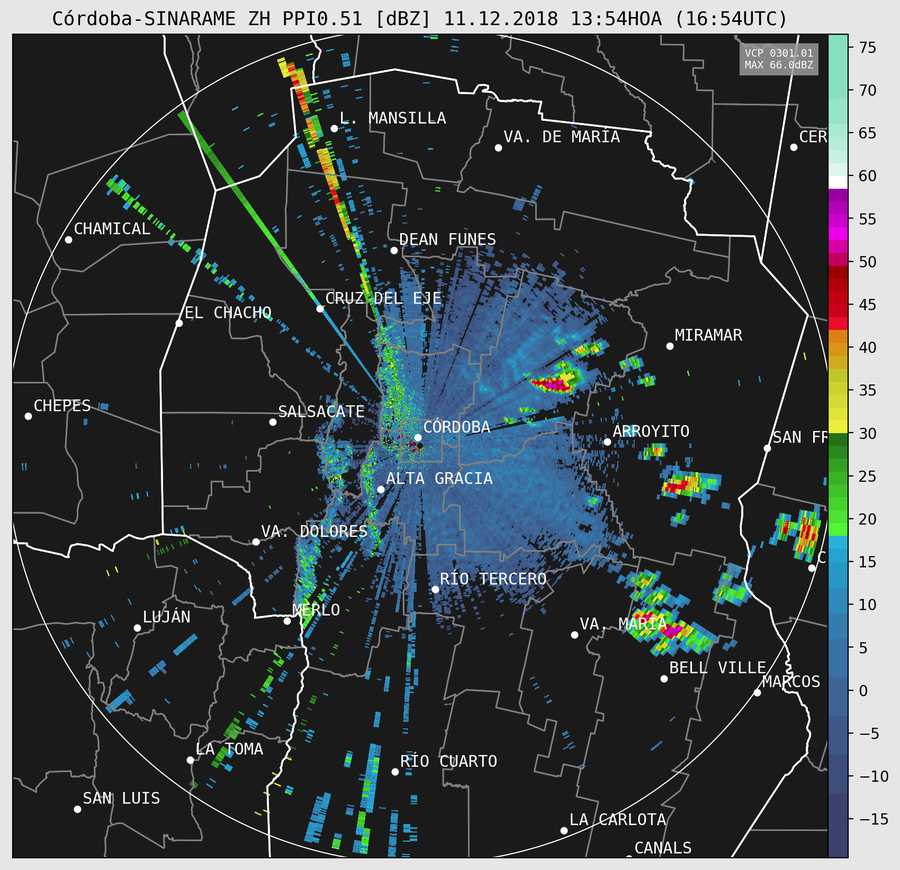 Córdoba-SINARAME ZH PPI0.51 [dBZ] 11.12.2018 13:54HOA (16:54UTC)
VCP 0301.01
MAX 66.0dBZ
75
70
65
60
55
50
45
40
35
30
25
20
15
10
5
0
−5
−10
−15
L. MANSILLA
VA. DE MARÍA
CER
CHAMICAL
DEAN FUNES
CRUZ DEL EJE
EL CHACHO
MIRAMAR
CHEPES
SALSACATE
CÓRDOBA
ARROYITO
SAN FR
ALTA GRACIA
VA. DOLORES
C
RÍO TERCERO
MERLO
LUJÁN
VA. MARÍA
BELL VILLE
MARCOS
LA TOMA
RÍO CUARTO
SAN LUIS
LA CARLOTA
CANALS